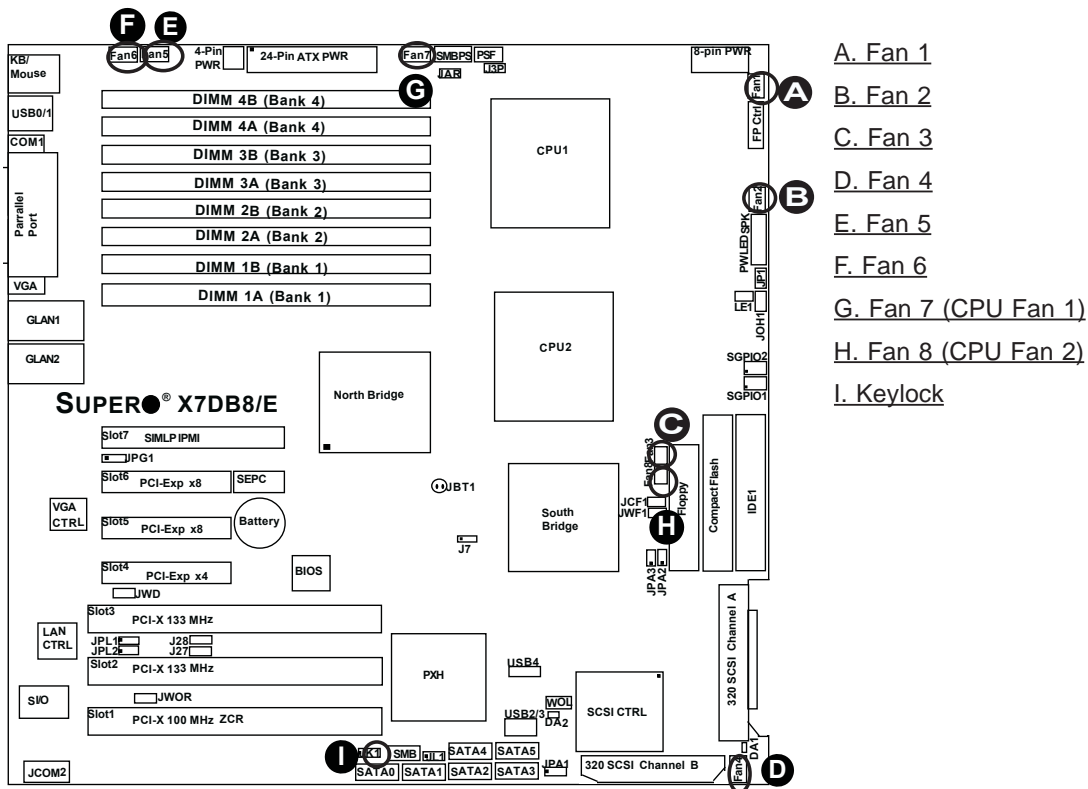 F E
KB/
Mouse
Fan6 Fan5 4-Pin
PWR 24-Pin ATX PWR Fan7 SMBPS PSF 8-pin PWR
JAR J3P
G
Fan1 A
FP Ctrl
USB0/1
COM1
Parrallel
Port
VGA
GLAN1
GLAN2
DIMM 4B (Bank 4)
DIMM 4A (Bank 4)
DIMM 3B (Bank 3)
DIMM 3A (Bank 3)
DIMM 2B (Bank 2)
DIMM 2A (Bank 2)
DIMM 1B (Bank 1)
DIMM 1A (Bank 1)
CPU1
CPU2
Fan2 B
PWLED SPK
JP1
LE1 JOH1
SGPIO2
SGPIO1
SUPER® X7DB8/E
North Bridge
Slot7 SIMLP IPMI
JPG1
Slot6 PCI-Exp x8 SEPC
VGA
CTRL
Slot5 PCI-Exp x8
Battery
Slot4 PCI-Exp x4
JWD
BIOS
JBT1
J7
South
Bridge
C
Fan8 Fan3
JCF1
JWF1
H
Floppy
Compact Flash
IDE1
JPA3 JPA2
Slot3 PCI-X 133 MHz
LAN
CTRL
JPL1 J28
JPL2 J27
Slot2 PCI-X 133 MHz
S/O
JWOR
Slot1 PCI-X 100 MHz ZCR
PXH
USB4
WOL
DA2
USB2/3
SCSI CTRL
320 SCSI Channel A
DA1
I JK1 SMB JL1 SATA4 SATA5
SATA0 SATA1 SATA2 SATA3 JPA1
320 SCSI Channel B
Fan4 D
JCOM2
A. Fan 1
B. Fan 2
C. Fan 3
D. Fan 4
E. Fan 5
F. Fan 6
G. Fan 7 (CPU Fan 1)
H. Fan 8 (CPU Fan 2)
I. Keylock